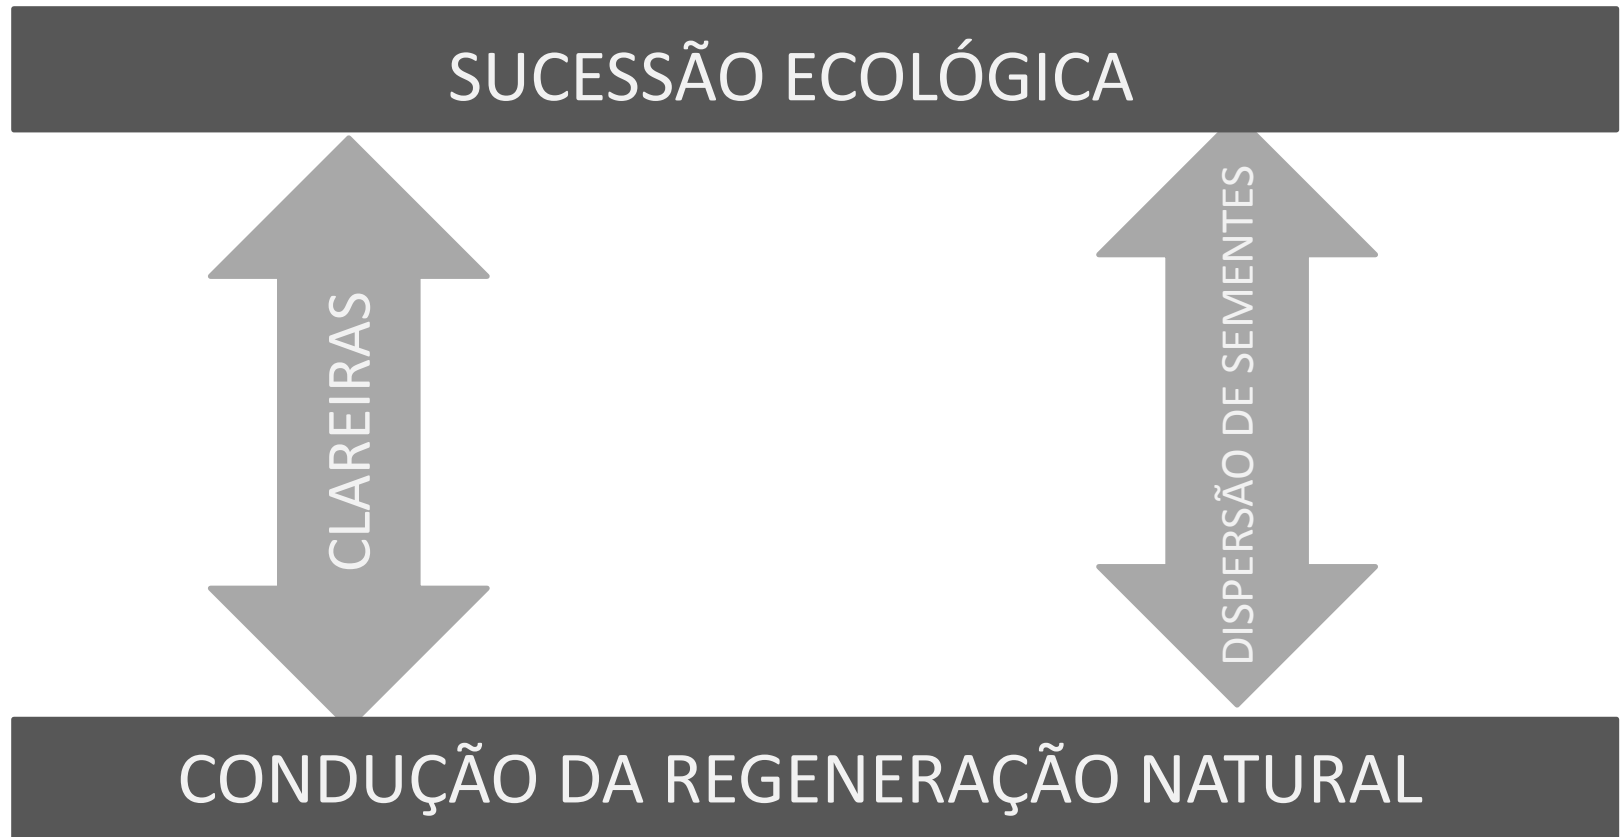 SUCESSÃO ECOLÓGICA
CLAREIRAS
DISPERSÃO DE SEMENTES
CONDUÇÃO DA REGENERAÇÃO NATURAL